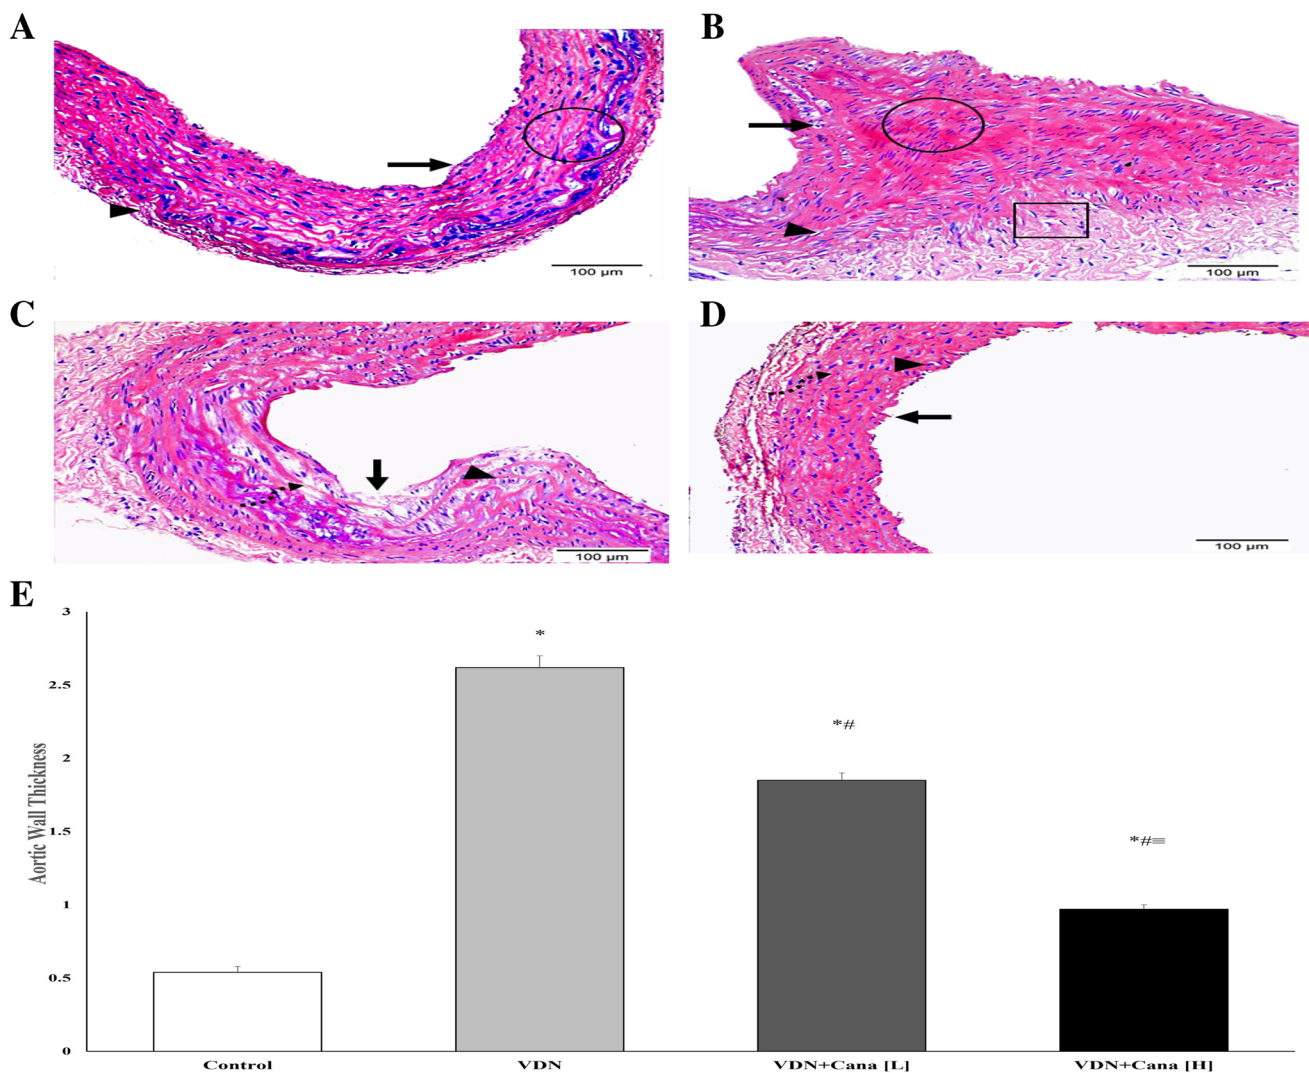 A
B
100 µm
100 µm
C
D
100 µm
100 µm
E
Aortic Wall Thickness
3
2.5
2
1.5
1
0.5
0
*
*#
*#≡
Control
VDN
VDN+Cana [L]
VDN+Cana [H]